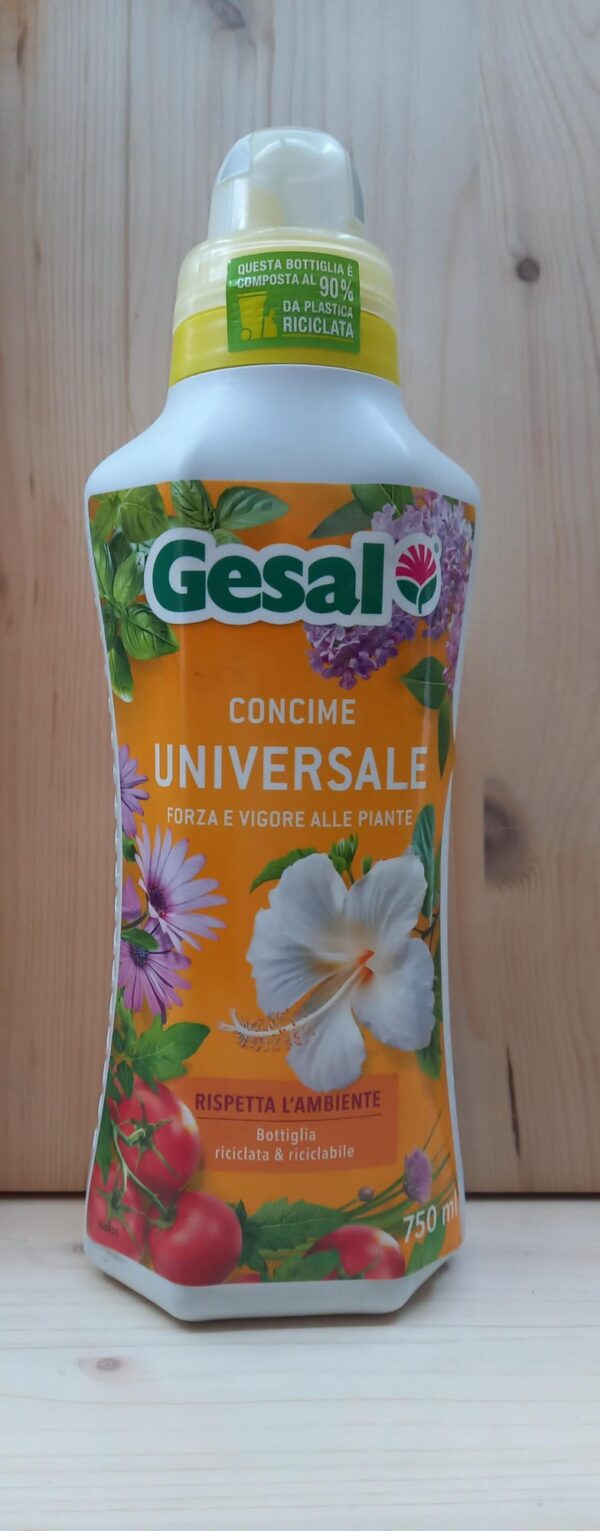 QUESTA BOTTIGLIA È
COMPOSTA AL 90%
DA PLASTICA
RICICLATA
Gesal
CONCIME
UNIVERSALE
FORZA E VIGORE ALLE PIANTE
RISPETTA L'AMBIENTE
Bottiglia
riciclata & riciclabile
750 ml